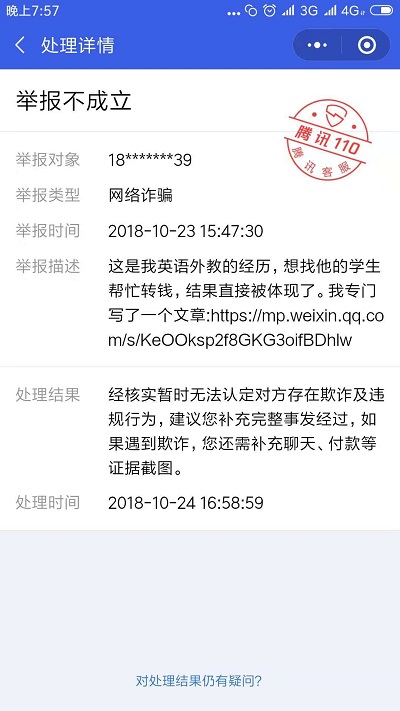 晚上7:57
3G
4G
处理详情
举报不成立
腾讯110
腾讯客服
举报对象 18*******39
举报类型 网络诈骗
举报时间 2018-10-23 15:47:30
举报描述 这是我英语外教的经历，想找他的学生
帮忙转钱，结果直接被体现了。我专门
写了一个文章:https://mp.weixin.qq.co
m/s/KeOOksp2f8GKG3oifBDhlw
处理结果 经核实暂时无法认定对方存在欺诈及违
规行为，建议您补充完整事发经过，如
果遇到欺诈，您还需补充聊天、付款等
证据截图。
处理时间 2018-10-24 16:58:59
对处理结果仍有疑问?